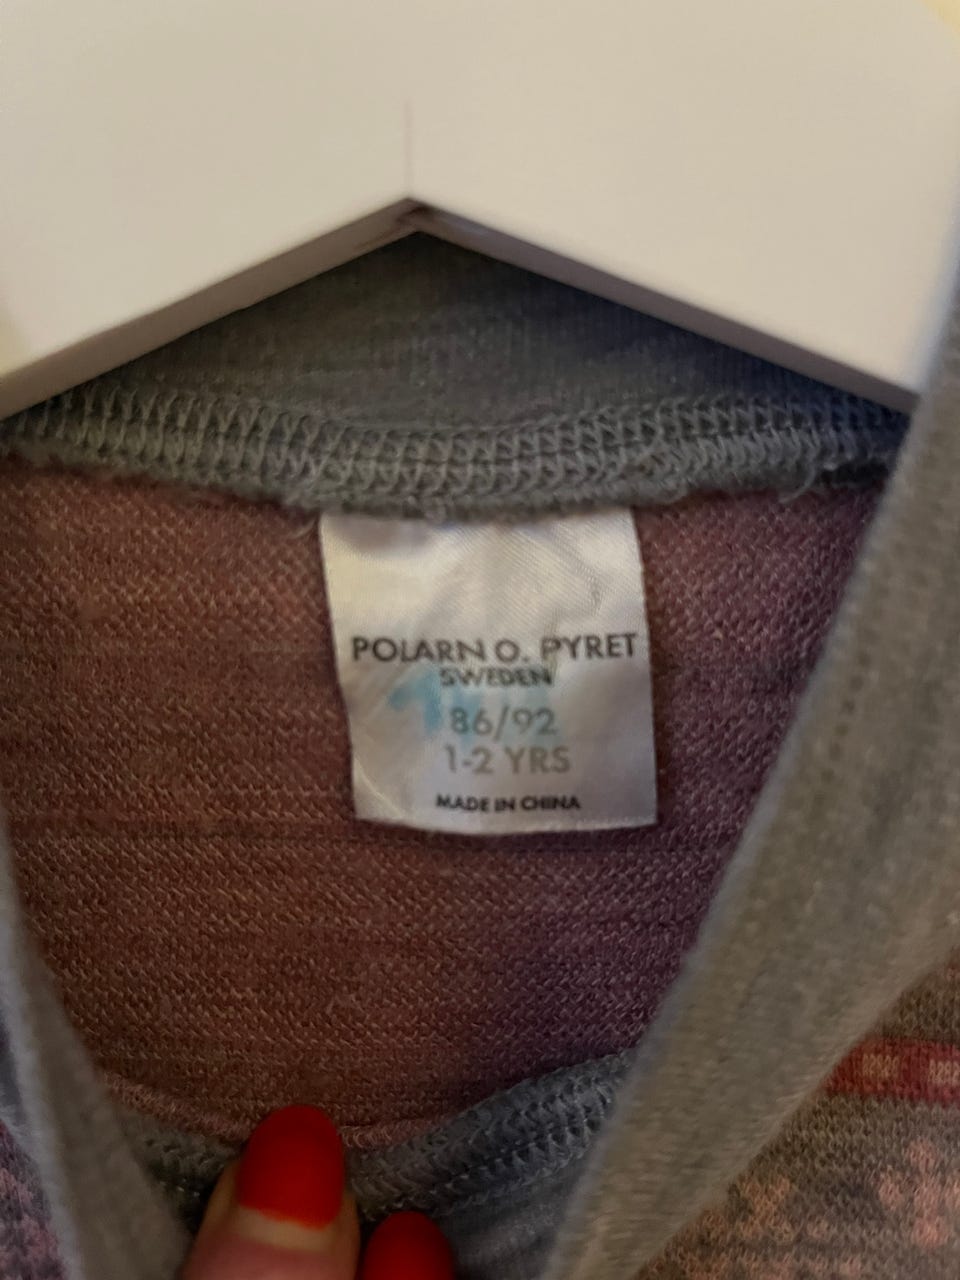 POLARN O. PYRET
SWEDEN
86/92
1-2 YRS
MADE IN CHINA